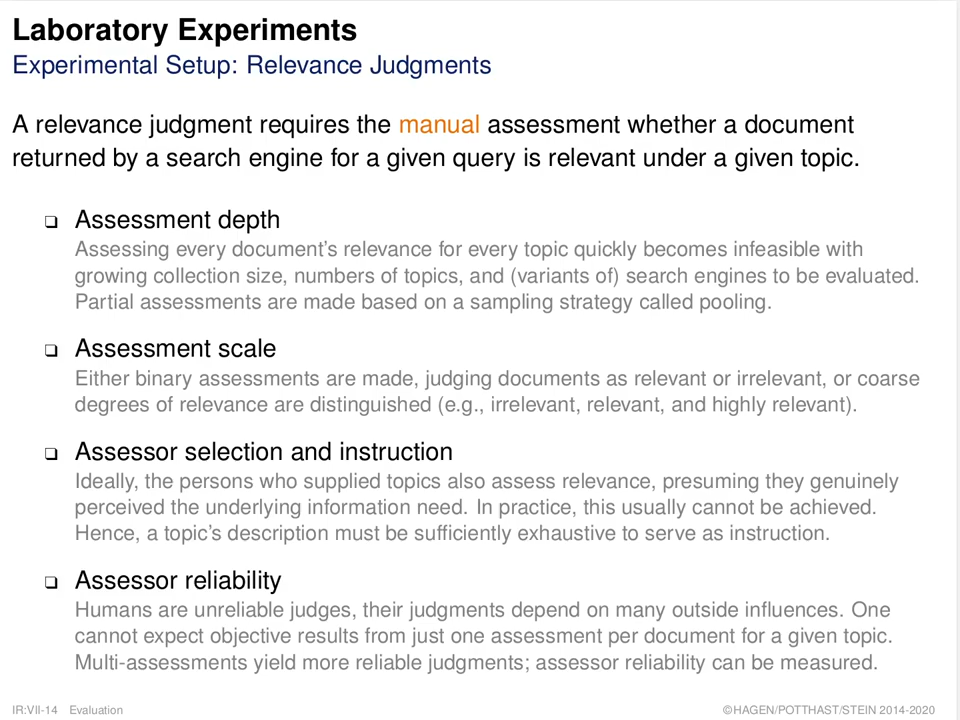 Laboratory Experiments
Experimental Setup: Relevance Judgments
A relevance judgment requires the manual assessment whether a document
returned by a search engine for a given query is relevant under a given topic.
❑ Assessment depth
Assessing every document's relevance for every topic quickly becomes infeasible with
growing collection size, numbers of topics, and (variants of) search engines to be evaluated.
Partial assessments are made based on a sampling strategy called pooling.
❑ Assessment scale
Either binary assessments are made, judging documents as relevant or irrelevant, or coarse
degrees of relevance are distinguished (e.g., irrelevant, relevant, and highly relevant).
❑ Assessor selection and instruction
Ideally, the persons who supplied topics also assess relevance, presuming they genuinely
perceived the underlying information need. In practice, this usually cannot be achieved.
Hence, a topic's description must be sufficiently exhaustive to serve as instruction.
❑ Assessor reliability
Humans are unreliable judges, their judgments depend on many outside influences. One
cannot expect objective results from just one assessment per document for a given topic.
Multi-assessments yield more reliable judgments; assessor reliability can be measured.
IR:VII-14 Evaluation ©HAGEN/POTTHAST/STEIN 2014-2020